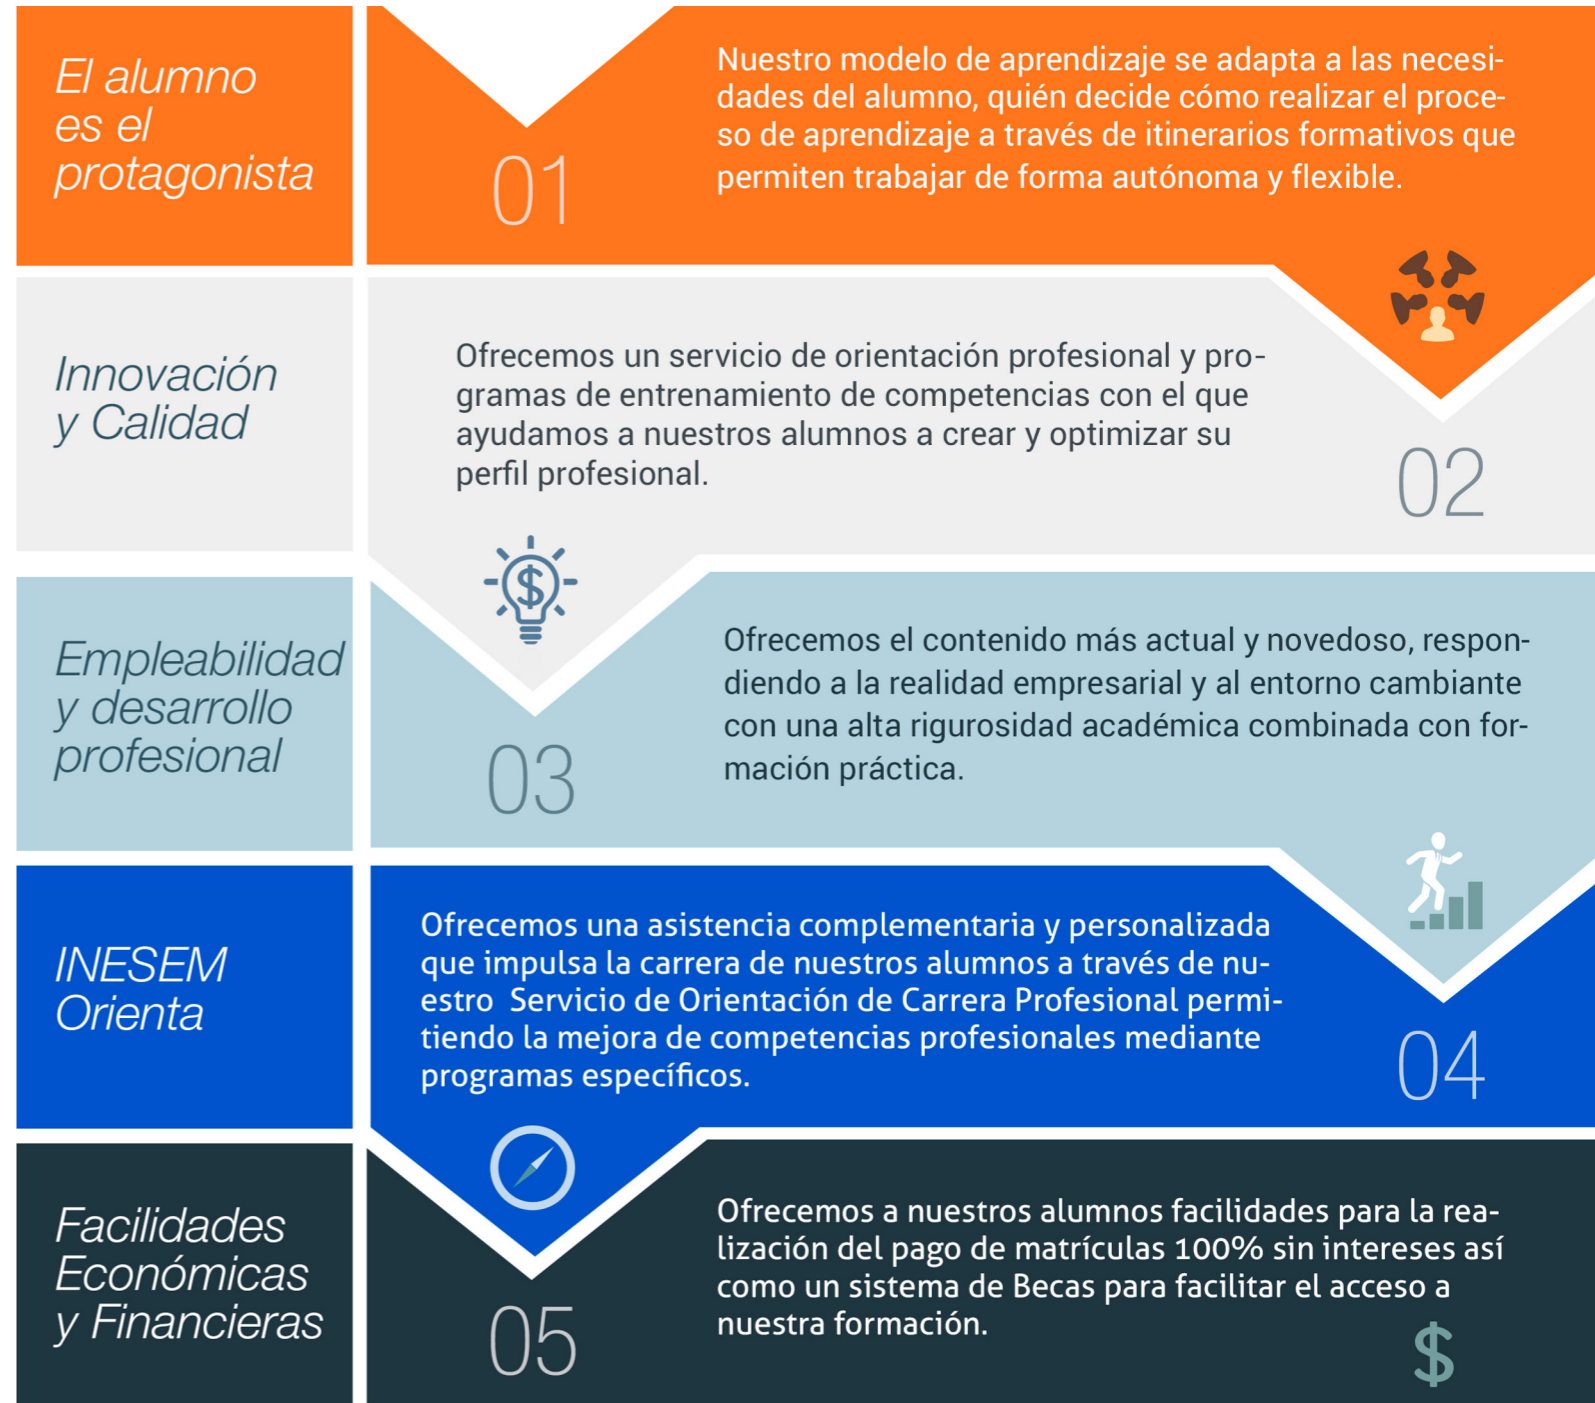 El alumno
es el
protagonista
01
Nuestro modelo de aprendizaje se adapta a las necesi-
dades del alumno, quién decide cómo realizar el proce-
so de aprendizaje a través de itinerarios formativos que
permiten trabajar de forma autónoma y flexible.
Innovación
y Calidad
Ofrecemos un servicio de orientación profesional y pro-
gramas de entrenamiento de competencias con el que
ayudamos a nuestros alumnos a crear y optimizar su
perfil profesional.
02
$
Empleabilidad
y desarrollo
profesional
03
Ofrecemos el contenido más actual y novedoso, respon-
diendo a la realidad empresarial y al entorno cambiante
con una alta rigurosidad académica combinada con for-
mación práctica.
INESEM
Orienta
Ofrecemos una asistencia complementaria y personalizada
que impulsa la carrera de nuestros alumnos a través de nu-
estro  Servicio de Orientación de Carrera Profesional permi-
tiendo la mejora de competencias profesionales mediante
programas específicos.
04
Facilidades
Económicas
y Financieras
05
Ofrecemos a nuestros alumnos facilidades para la rea-
lización del pago de matrículas 100% sin intereses así
como un sistema de Becas para facilitar el acceso a
nuestra formación.
$